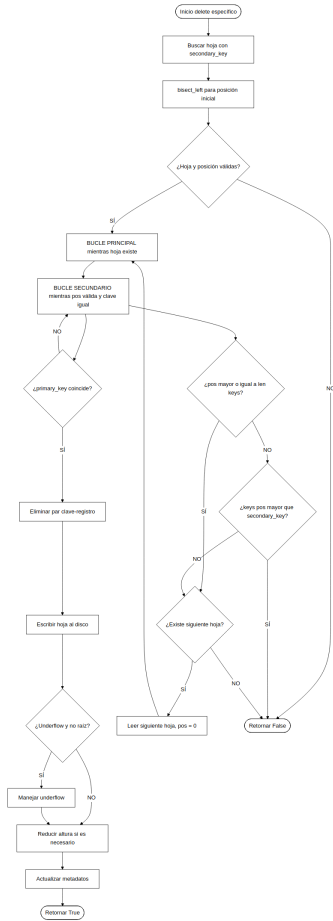 Inicio delete específico
Buscar hoja con
secondary_key
bisect_left para posición
inicial
¿Hoja y posición válidas?
SÍ
BUCLE PRINCIPAL
mientras hoja existe
BUCLE SECUNDARIO
mientras pos válida y clave
igual
NO
¿primary_key coincide?
¿pos mayor o igual a len
keys?
NO
NO
SÍ
Eliminar par clave-registro
SÍ
¿keys pos mayor que
secondary_key?
NO
Escribir hoja al disco
¿Existe siguiente hoja?
SÍ
¿Underflow y no raíz?
SÍ
NO
Leer siguiente hoja, pos = 0
Retornar False
SÍ
Manejar underflow
NO
Reducir altura si es
necesario
Actualizar metadatos
Retornar True